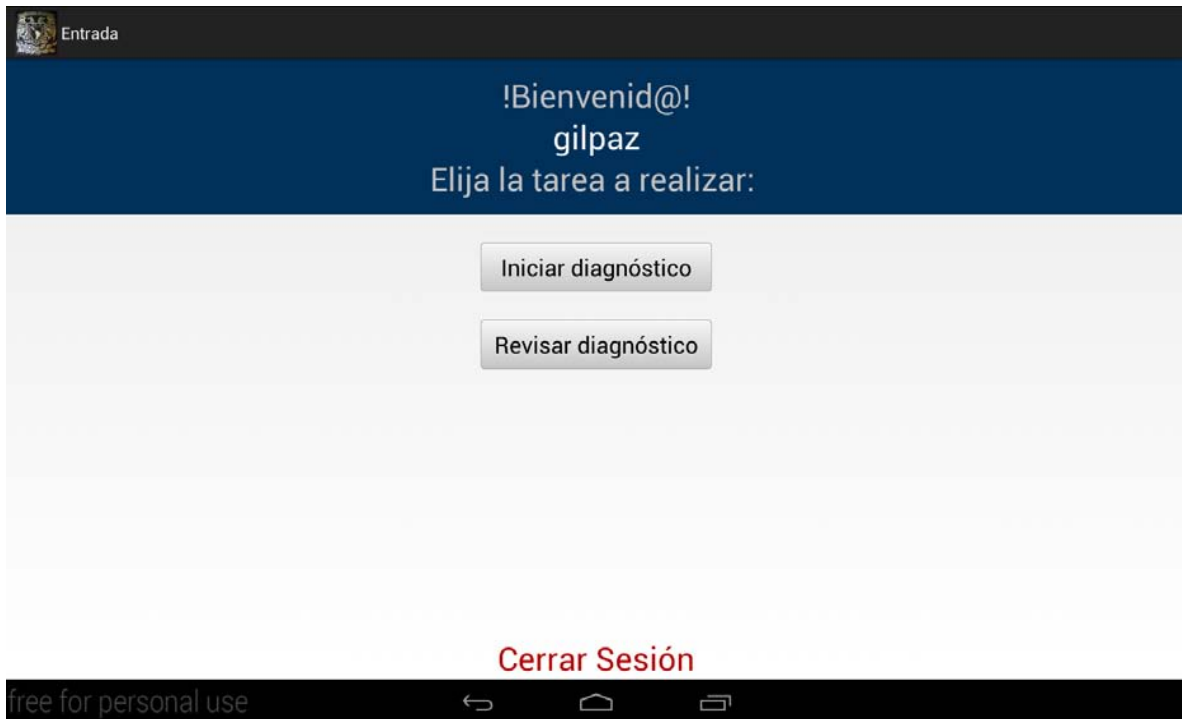 Entrada
!Bienvenid@!
gilpaz
Elija la tarea a realizar:
Iniciar diagnóstico
Revisar diagnóstico
Cerrar Sesión
free for personal use